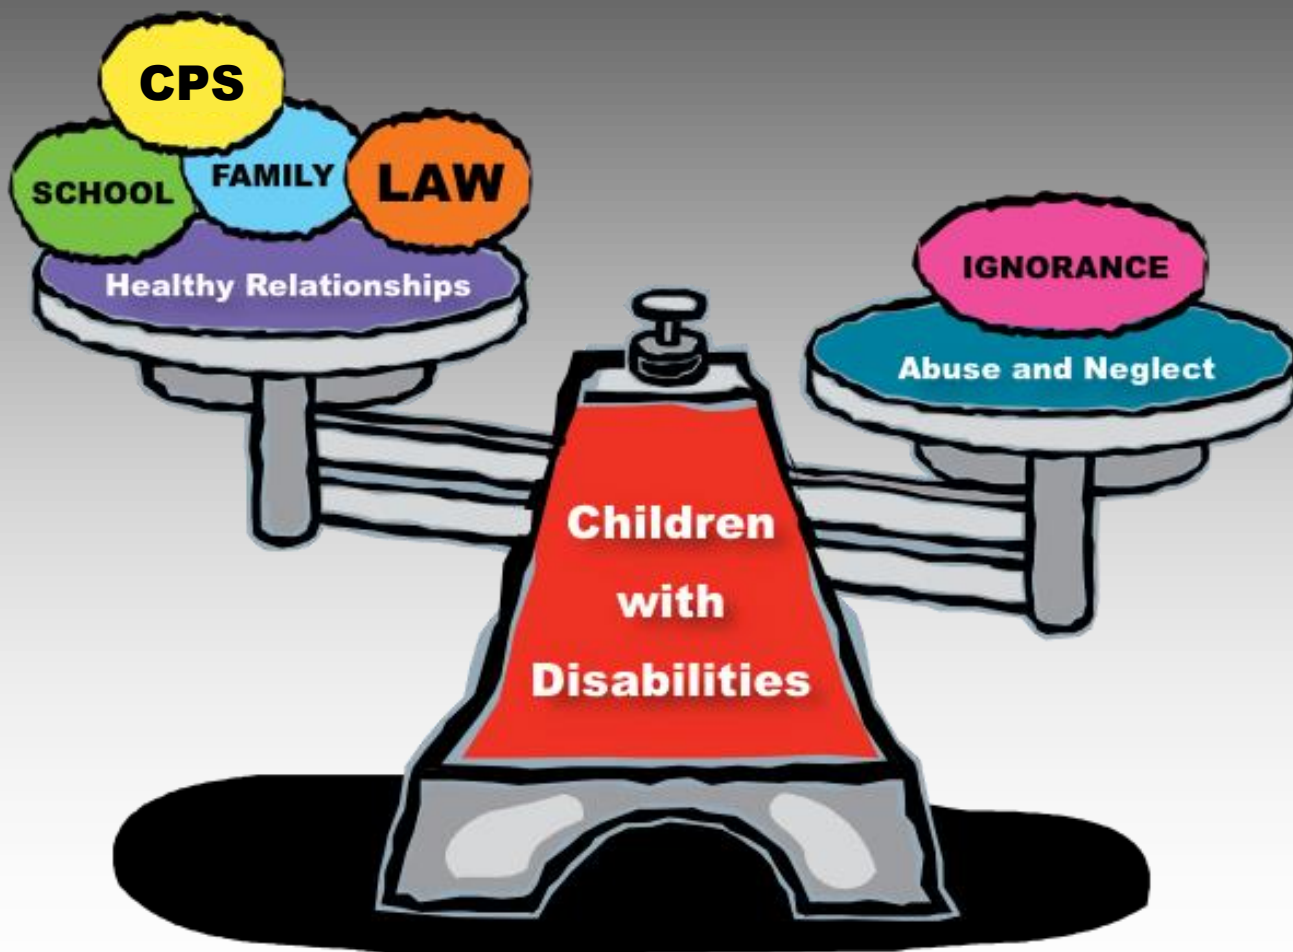 CPS
SCHOOL
FAMILY
LAW
Healthy Relationships
IGNORANCE
Abuse and Neglect
Children
with
Disabilities